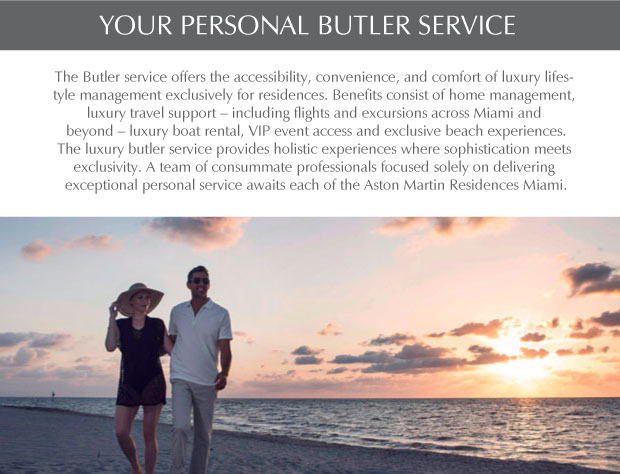 YOUR PERSONAL BUTLER SERVICE
The Butler service offers the accessibility, convenience, and comfort of luxury lifes-
tyle management exclusively for residences. Benefits consist of home management,
luxury travel support – including flights and excursions across Miami and
beyond – luxury boat rental, VIP event access and exclusive beach experiences.
The luxury butler service provides holistic experiences where sophistication meets
exclusivity. A team of consummate professionals focused solely on delivering
exceptional personal service awaits each of the Aston Martin Residences Miami.